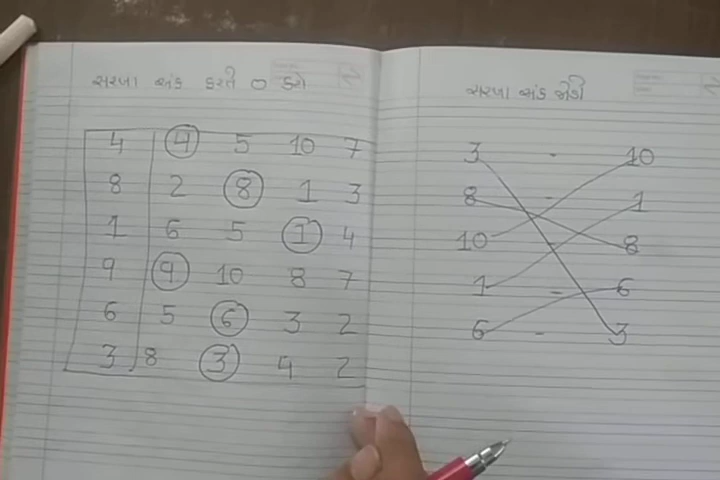 સરખા અંક ફરતે ૦ કરો
4 4 5 10 7
8 2 8 1 3
1 6 5 1 4
9 9 10 8 7
6 5 6 3 2
3 8 3 4 2
સરખા અંક જોડો
3 - 10
8 - 1
10 - 8
1 - 6
6 - 3